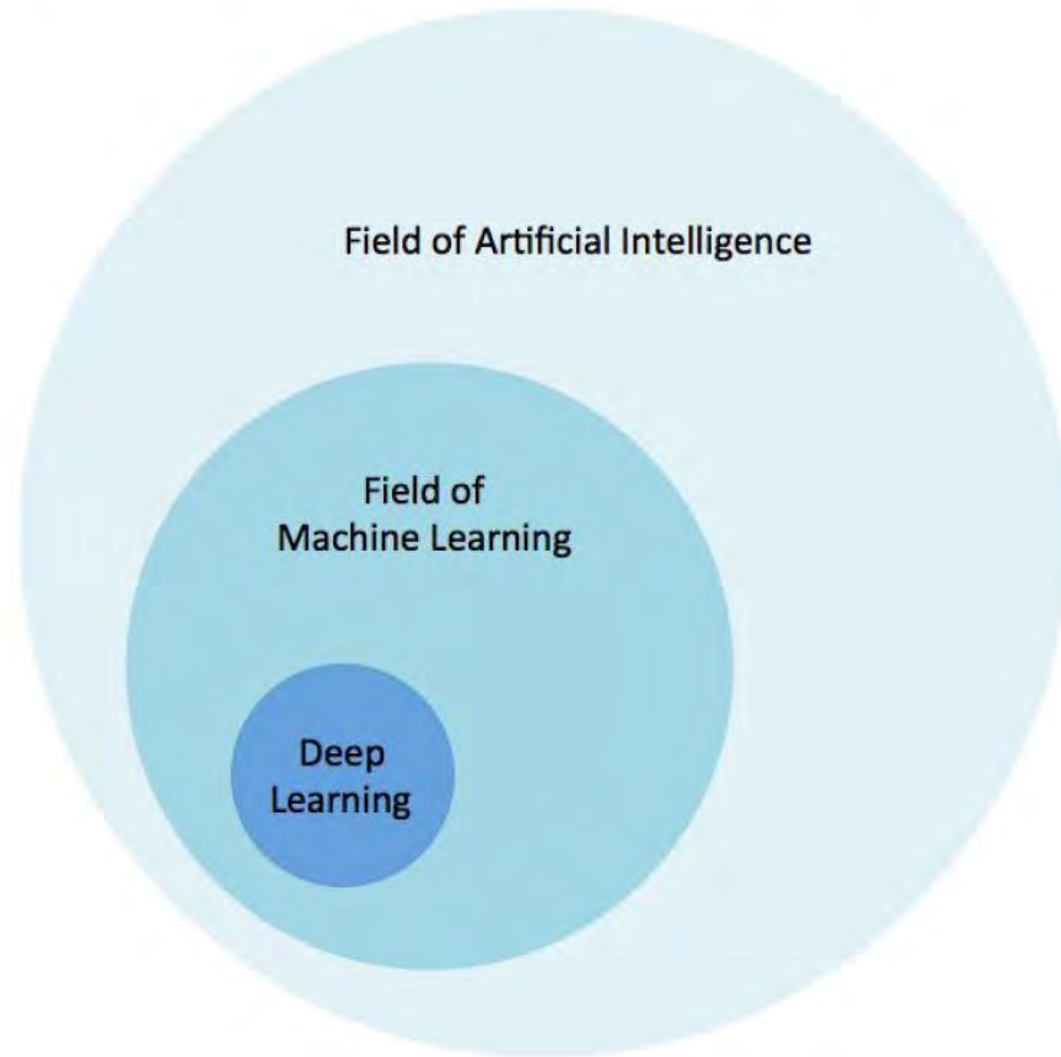 Field of Artificial Intelligence
Field of
Machine Learning
Deep
Learning